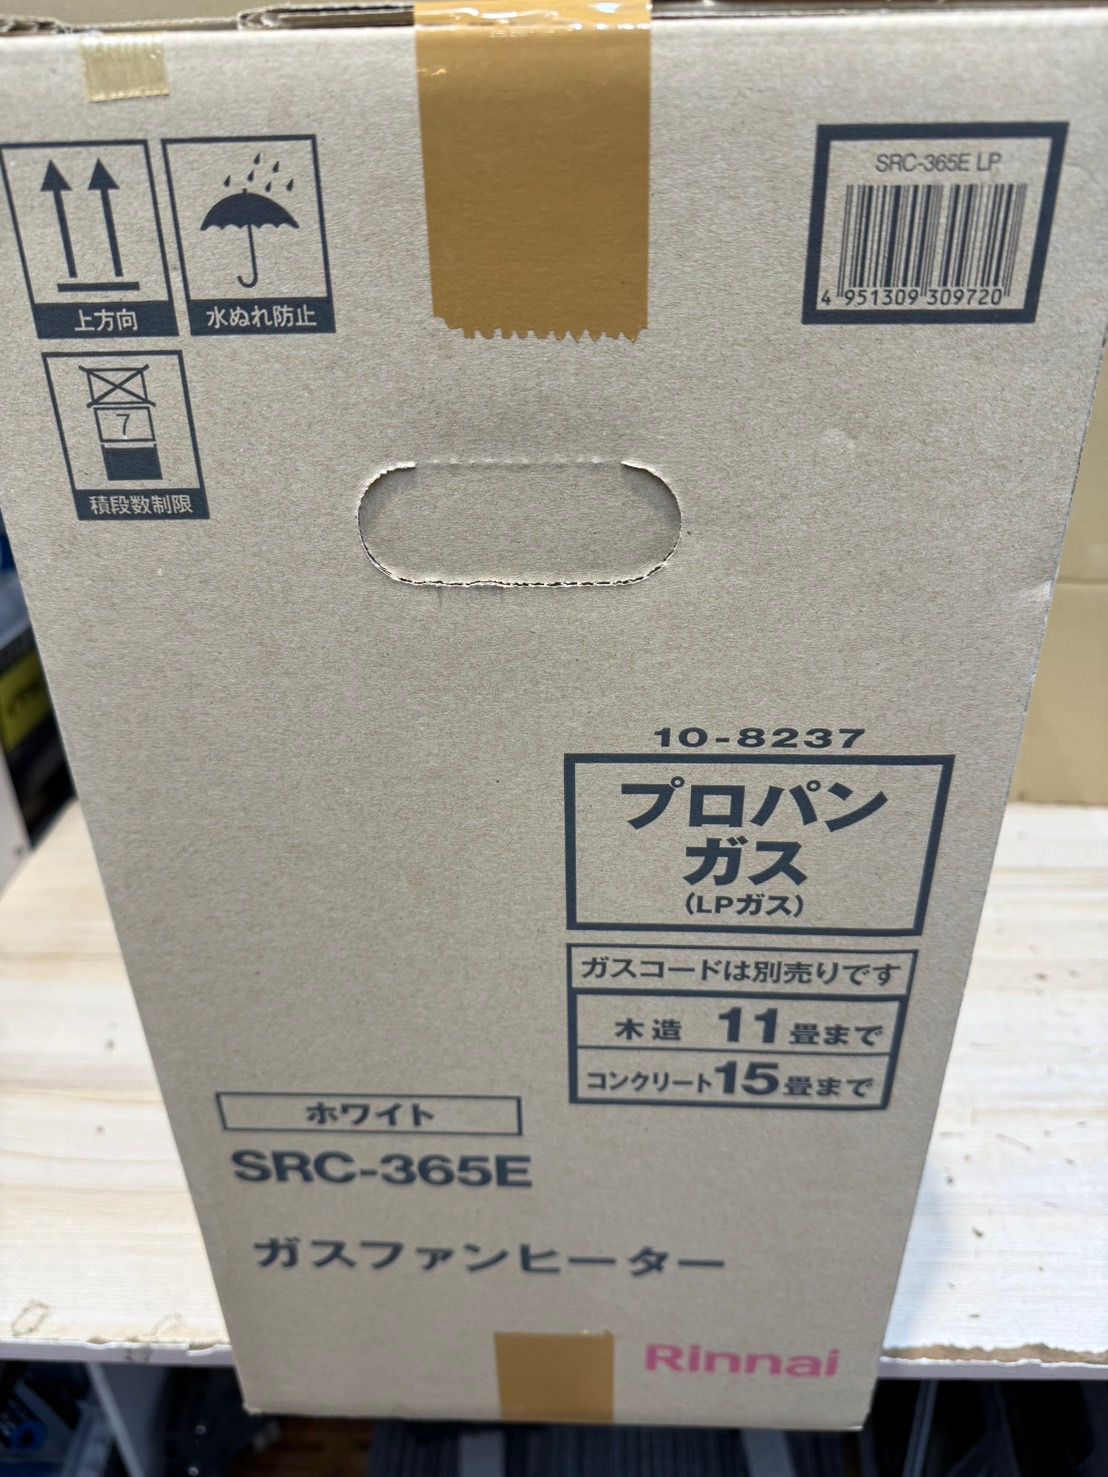 上方向
水ぬれ防止
7
積段数制限
SRC-365E LP
4 951309 309720
10-8237
プロパン
ガス
(LPガス)
ガスコードは別売りです
木造 11畳まで
コンクリート15畳まで
ホワイト
SRC-365E
ガスファンヒーター
Rinnai